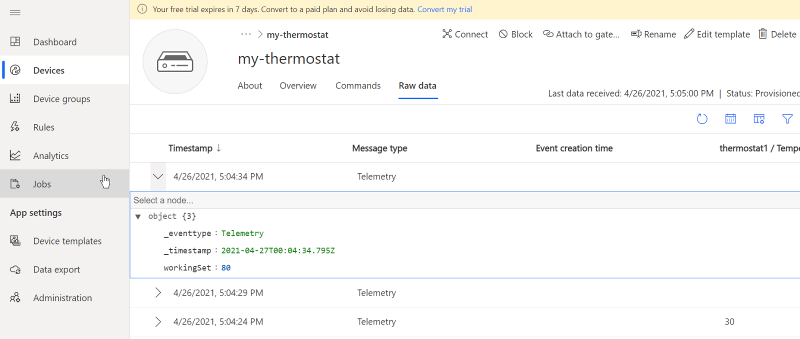 Your free trial expires in 7 days. Convert to a paid plan and avoid losing data. Convert my trial
Dashboard
Devices
Device groups
Rules
Analytics
Jobs
App settings
Device templates
Data export
Administration
··· > my-thermostat
Connect Block Attach to gate... Rename Edit template Delete
my-thermostat
About Overview Commands Raw data
Last data received: 4/26/2021, 5:05:00 PM | Status: Provisioned
Timestamp ↓ Message type Event creation time thermostat1 / Tempe
4/26/2021, 5:04:34 PM Telemetry
Select a node...
object {3}
_eventtype : Telemetry
_timestamp : 2021-04-27T00:04:34.795Z
workingSet : 80
4/26/2021, 5:04:29 PM Telemetry
4/26/2021, 5:04:24 PM Telemetry 30